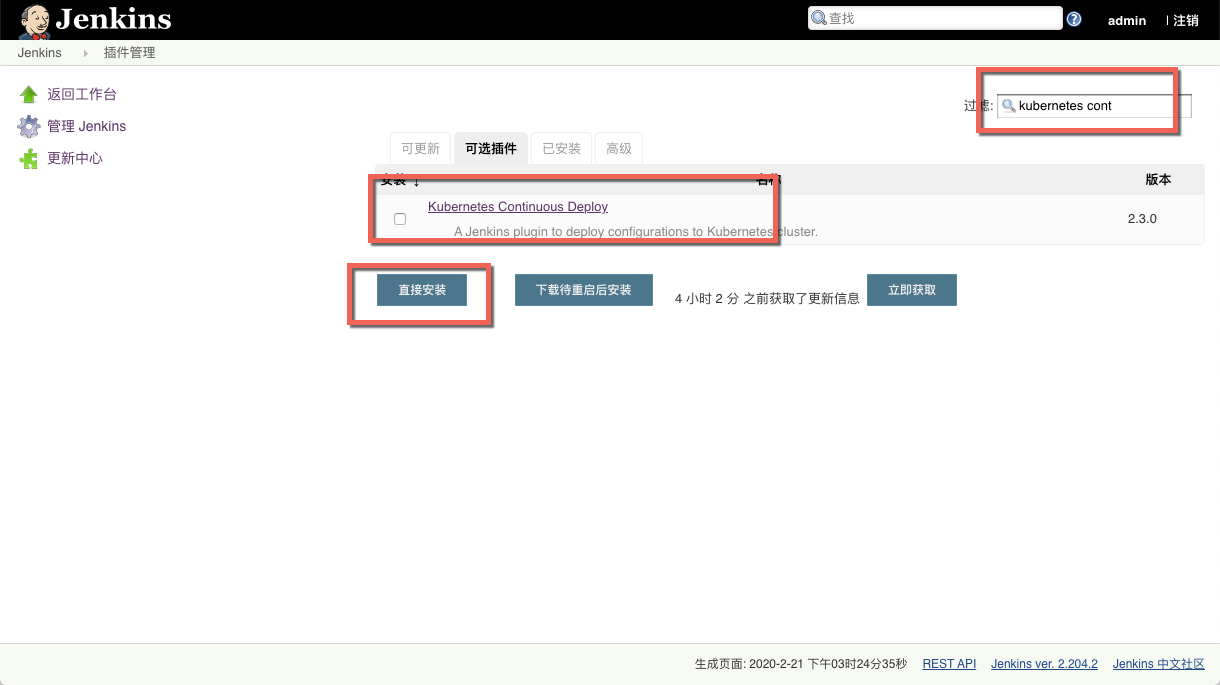 Jenkins
查找
admin
注销
Jenkins
插件管理
返回工作台
管理 Jenkins
更新中心
过滤:
kubernetes cont
可更新
可选插件
已安装
高级
安装 ↓
名称
版本
Kubernetes Continuous Deploy
A Jenkins plugin to deploy configurations to Kubernetes cluster.
2.3.0
直接安装
下载待重启后安装
4 小时 2 分 之前获取了更新信息
立即获取
生成页面: 2020-2-21 下午03时24分35秒
REST API
Jenkins ver. 2.204.2
Jenkins 中文社区